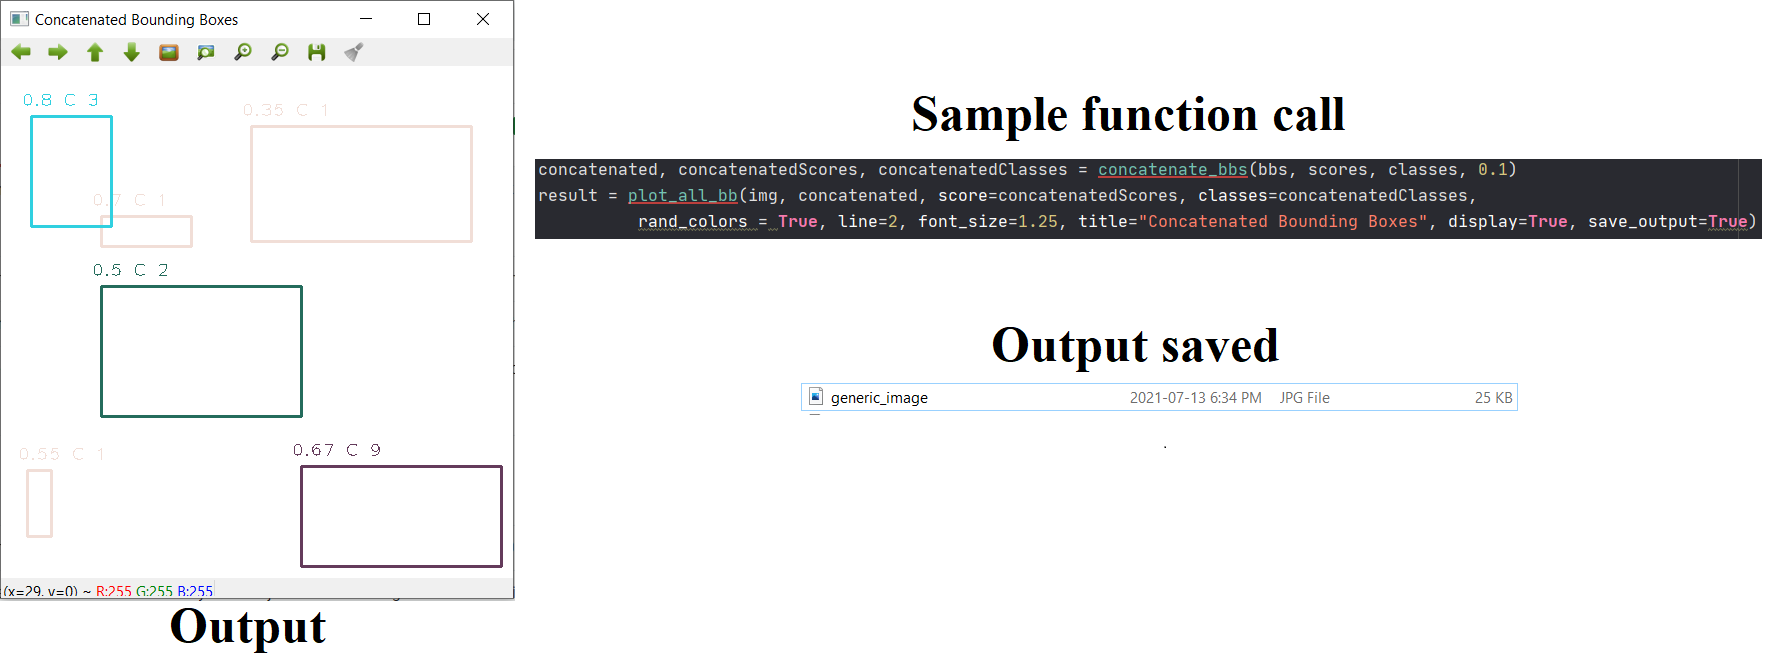 Concatenated Bounding Boxes
0.8 C 3
0.35 C 1
0.7 C 1
0.5 C 2
0.55 C 1
0.67 C 9
(x=29, y=0) ~ R:255 G:255 B:255
Output
Sample function call
concatenated, concatenatedScores, concatenatedClasses = concatenate_bbs(bbs, scores, classes, 0.1)
result = plot_all_bb(img, concatenated, score=concatenatedScores, classes=concatenatedClasses,
rand_colors = True, line=2, font_size=1.25, title="Concatenated Bounding Boxes", display=True, save_output=True)
Output saved
generic_image 2021-07-13 6:34 PM JPG File 25 KB
.